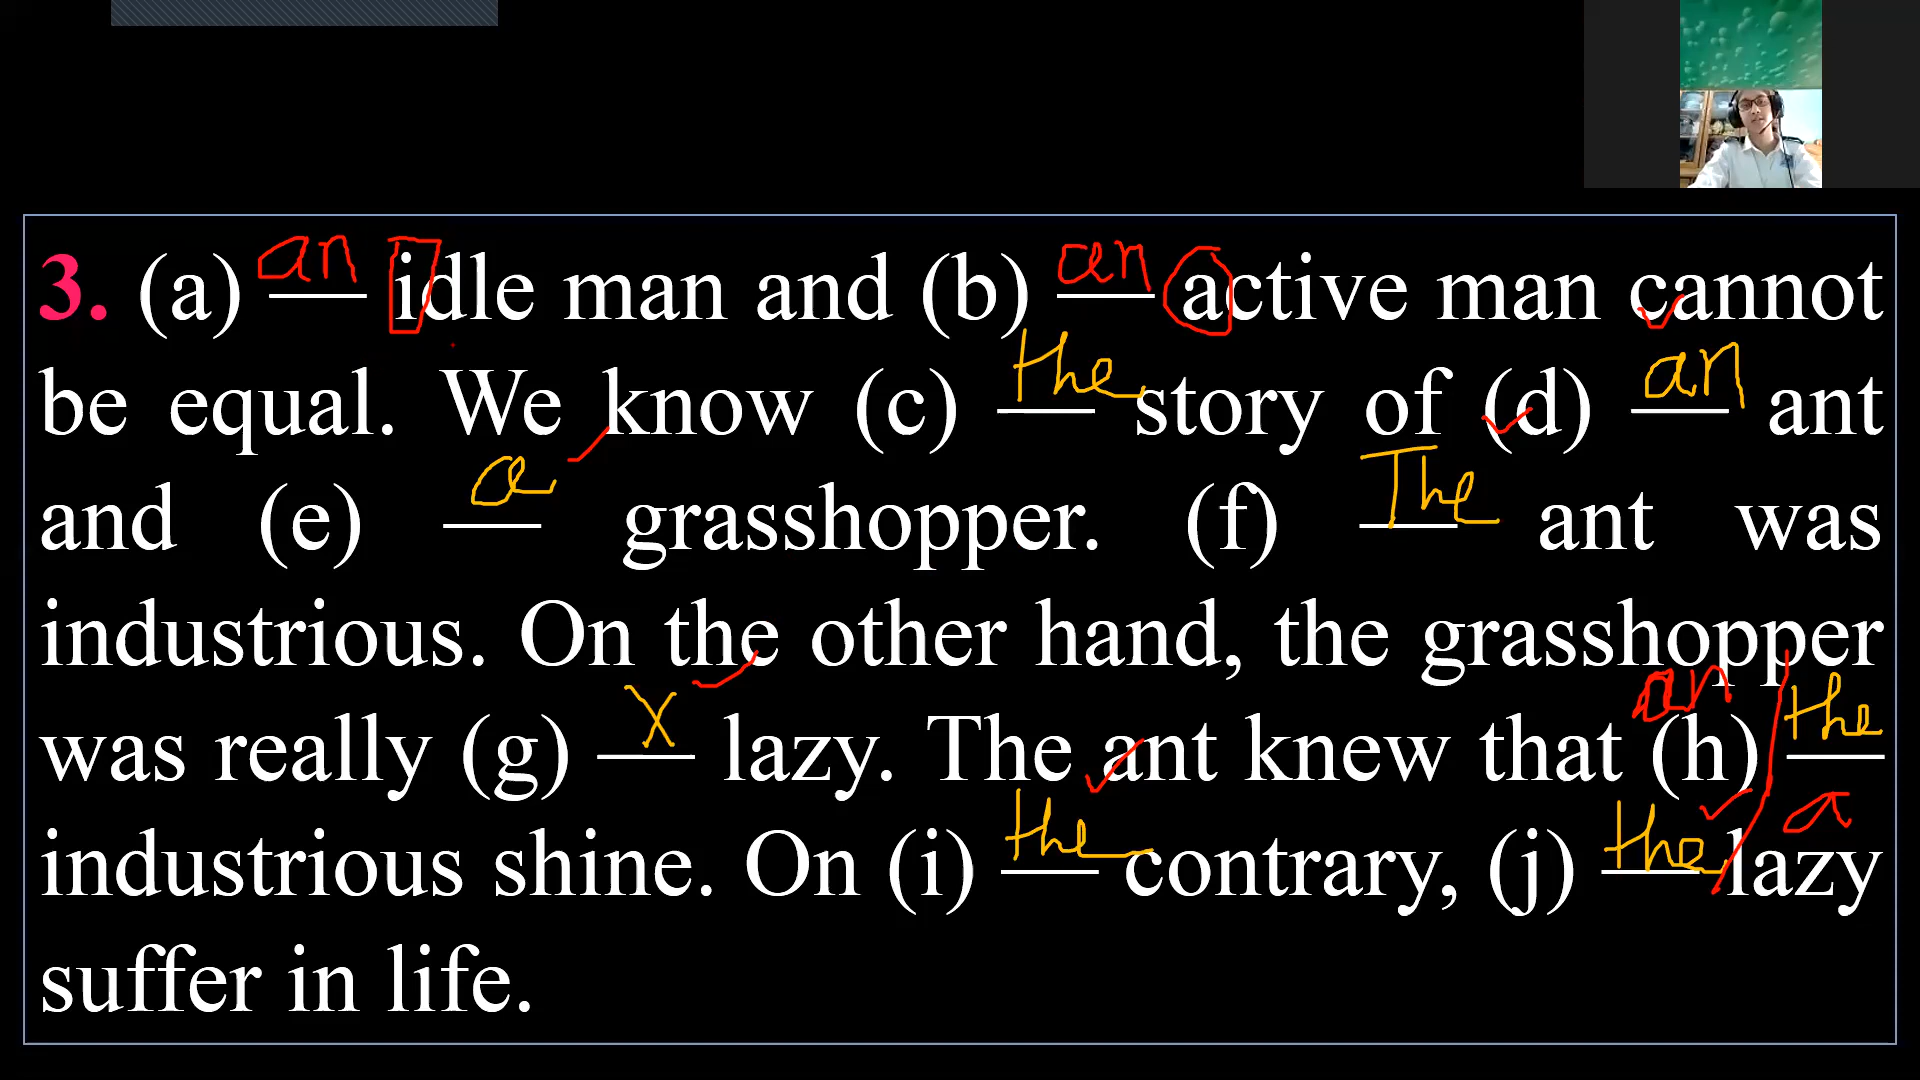 3. (a) an idle man and (b) an active man cannot
be equal. We know (c) the story of (d) an ant
and (e) a grasshopper. (f) The ant was
industrious. On the other hand, the grasshopper
was really (g) x lazy. The ant knew that (h) an the
a
industrious shine. On (i) the contrary, (j) the lazy
suffer in life.